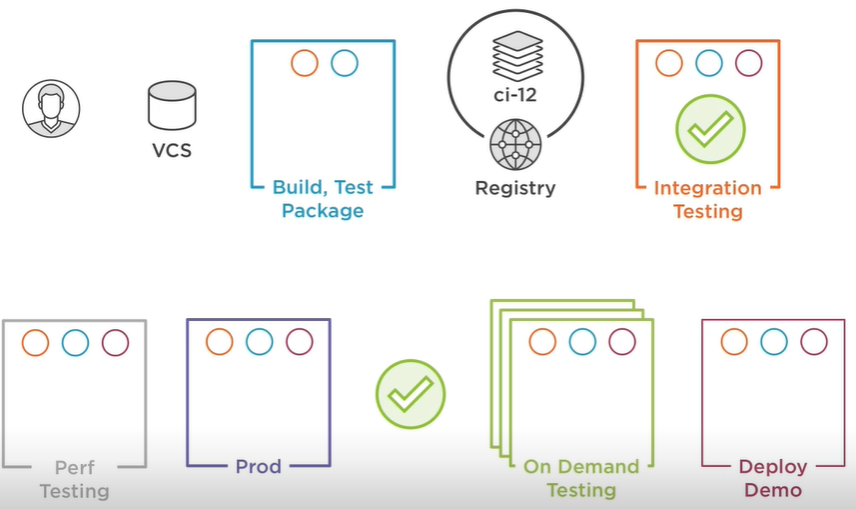 ci-12
VCS
Registry
Build, Test
Package
Integration
Testing
Perf
Testing
Prod
On Demand
Testing
Deploy
Demo